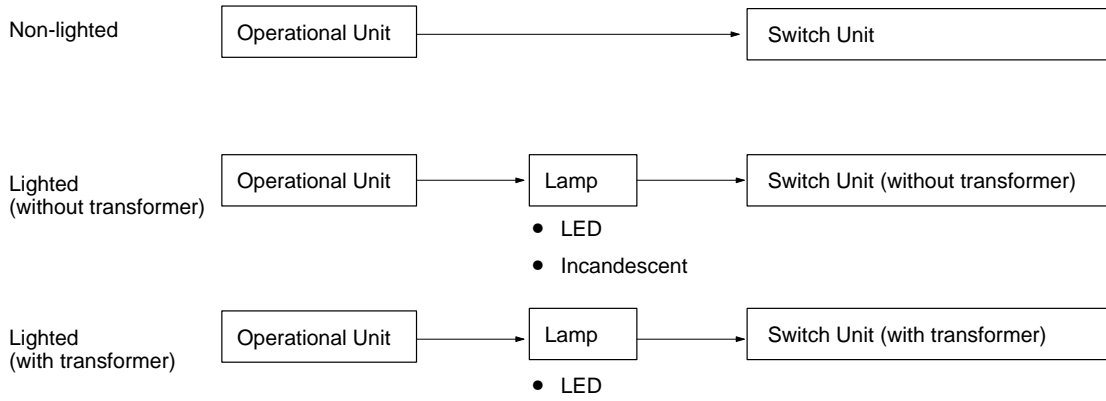 Non-lighted
Operational Unit
Switch Unit
Lighted
(without transformer)
Operational Unit
Lamp
Switch Unit (without transformer)
● LED
● Incandescent
Lighted
(with transformer)
Operational Unit
Lamp
Switch Unit (with transformer)
● LED